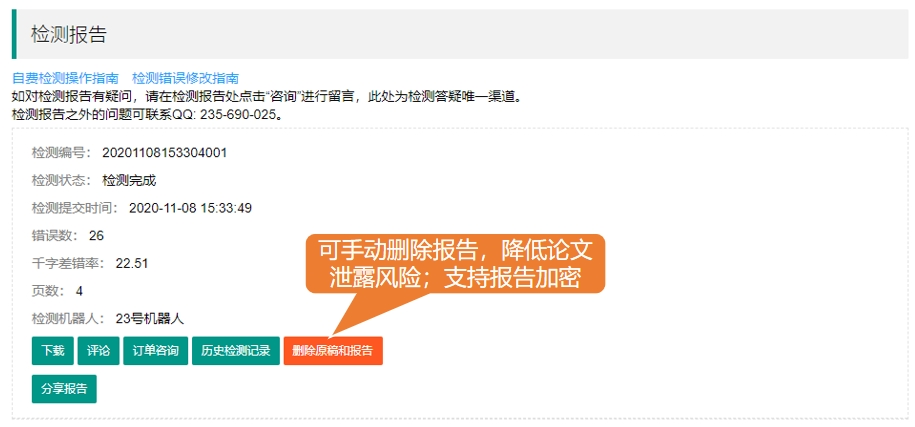 检测报告
自费检测操作指南 检测错误修改指南
如对检测报告有疑问，请在检测报告处点击“咨询”进行留言，此处为检测答疑唯一渠道。
检测报告之外的问题可联系QQ: 235-690-025。
检测编号： 20201108153304001
检测状态： 检测完成
检测提交时间： 2020-11-08 15:33:49
错误数： 26
千字差错率： 22.51
页数： 4
检测机器人： 23号机器人
可手动删除报告，降低论文
泄露风险；支持报告加密
下载 评论 订单咨询 历史检测记录 删除原稿和报告
分享报告